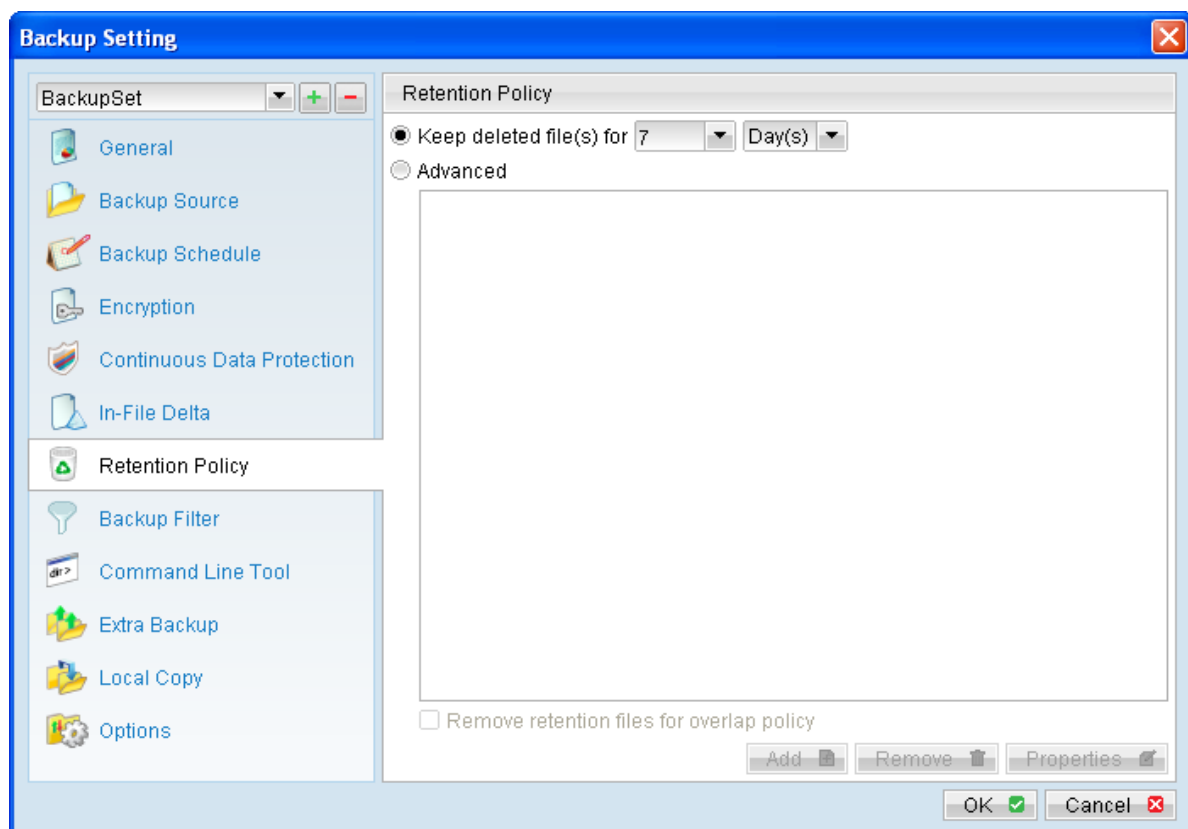 Backup Setting
BackupSet
General
Backup Source
Backup Schedule
Encryption
Continuous Data Protection
In-File Delta
Retention Policy
Backup Filter
dir>
Command Line Tool
Extra Backup
Local Copy
Options
Retention Policy
Keep deleted file(s) for 7 Day(s)
Advanced
Remove retention files for overlap policy
Add Remove Properties
OK Cancel